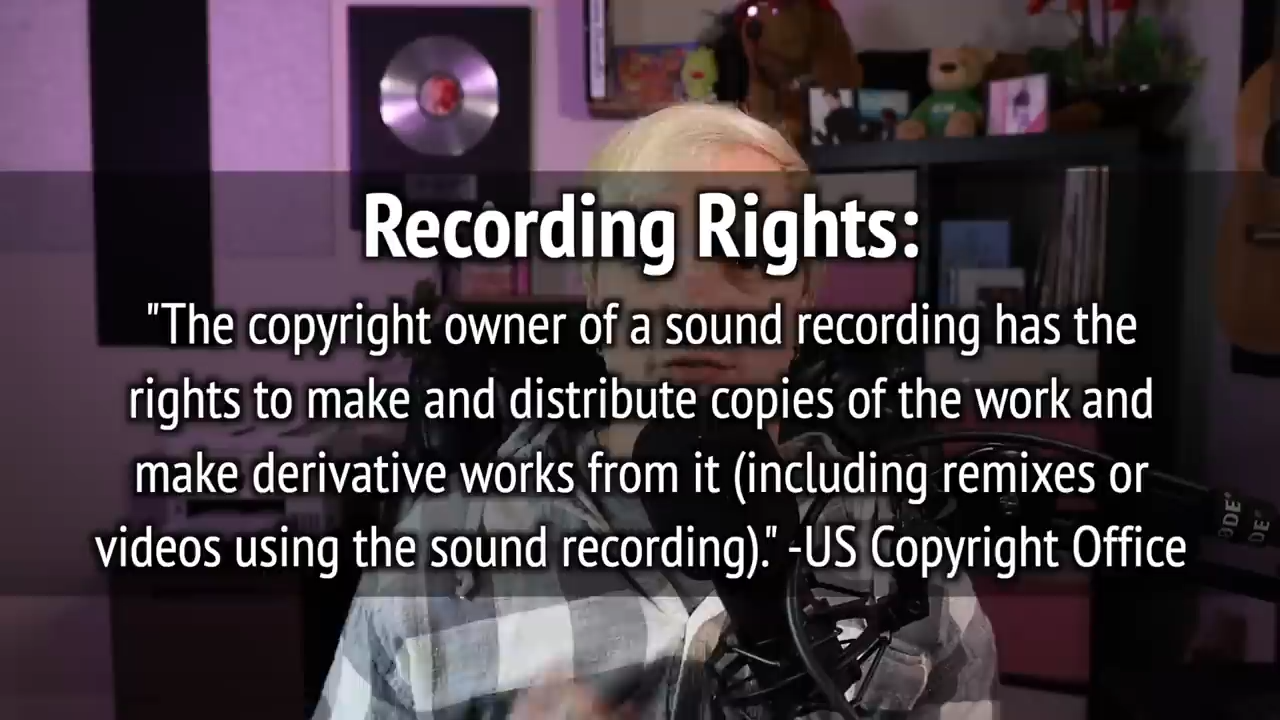 Recording Rights:
"The copyright owner of a sound recording has the
rights to make and distribute copies of the work and
make derivative works from it (including remixes or
videos using the sound recording)." -US Copyright Office